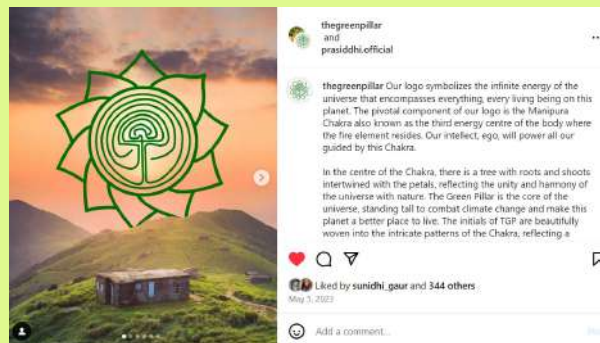 thegreenpillar
and
prasiddhi.official
thegreenpillar Our logo symbolizes the infinite energy of the
universe that encompasses everything, every living being on this
planet. The pivotal component of our logo is the Manipura
Chakra also known as the third energy centre of the body where
the fire element resides. Our intellect, ego, will power all our
guided by this Chakra.
In the centre of the Chakra, there is a tree with roots and shoots
intertwined with the petals, reflecting the unity and harmony of
the universe with nature. The Green Pillar is the core of the
universe, standing tall to combat climate change and make this
planet a better place to live. The initials of TGP are beautifully
woven into the intricate patterns of the Chakra, reflecting a
Liked by sunidhi_gaur and 344 others
May 3, 2023
Add a comment...